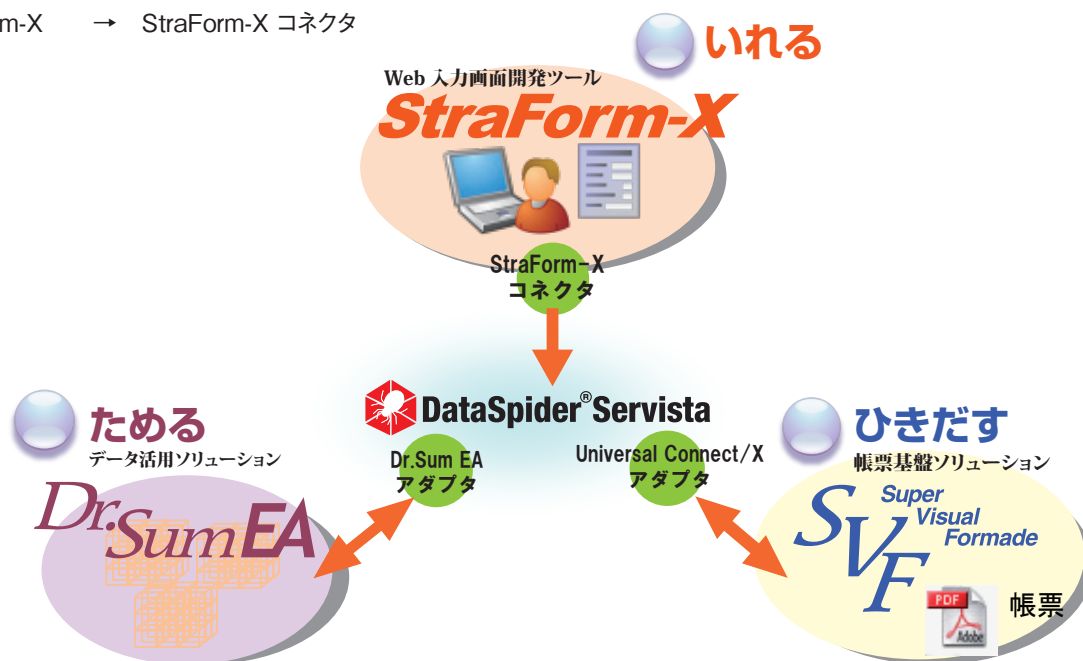 m-X → StraForm-X コネクタ
いれる
Web 入力画面開発ツール
StraForm-X
StraForm-X
コネクタ
DataSpider® Servista
Dr.Sum EA
アダプタ
Universal Connect/X
アダプタ
ためる
データ活用ソリューション
Dr.Sum EA
ひきだす
帳票基盤ソリューション
SVF
Super
Visual
Formade
PDF
Adobe
帳票